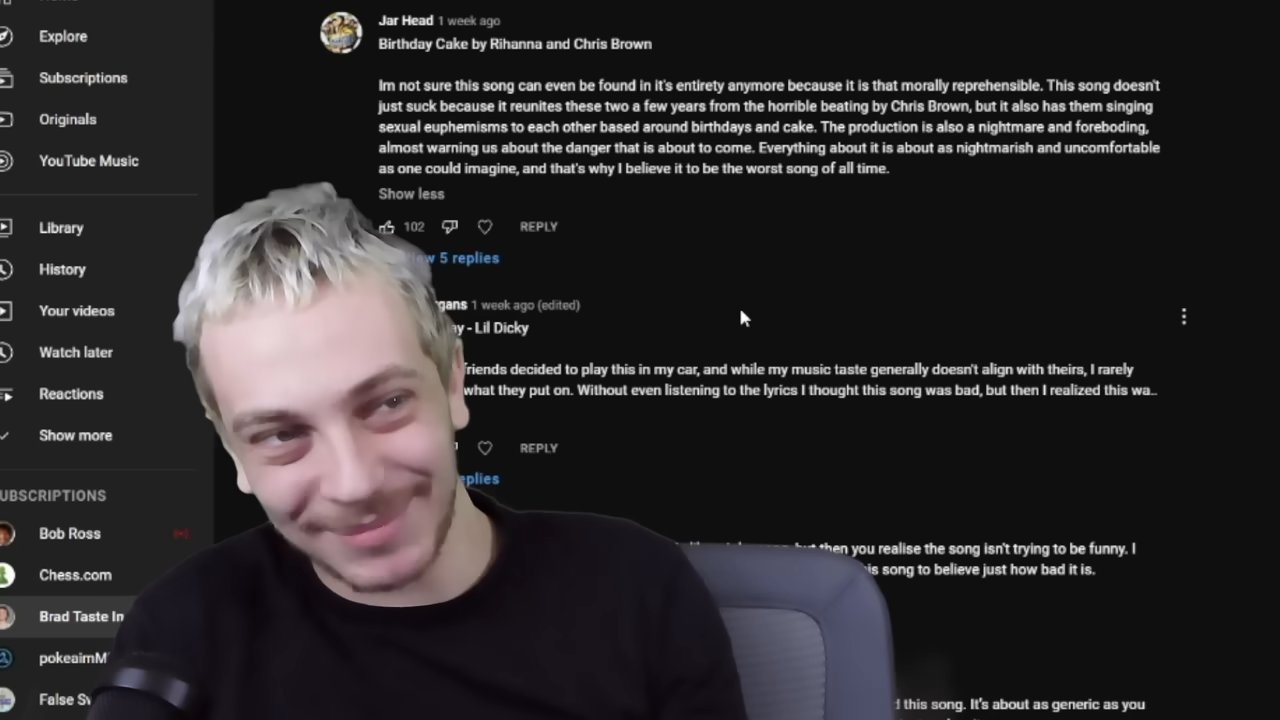 Explore
Subscriptions
Originals
YouTube Music
Library
History
Your videos
Watch later
Reactions
Show more
UBSCRIPTIONS
Bob Ross
Chess.com
Brad Taste In
pokeaimM
False Sw
Jar Head 1 week ago
Birthday Cake by Rihanna and Chris Brown
Im not sure this song can even be found in it's entirety anymore because it is that morally reprehensible. This song doesn't
just suck because it reunites these two a few years from the horrible beating by Chris Brown, but it also has them singing
sexual euphemisms to each other based around birthdays and cake. The production is also a nightmare and foreboding,
almost warning us about the danger that is about to come. Everything about it is about as nightmarish and uncomfortable
as one could imagine, and that's why I believe it to be the worst song of all time.
Show less
102 REPLY
5 replies
gans 1 week ago (edited)
ay - Lil Dicky
friends decided to play this in my car, and while my music taste generally doesn't align with theirs, I rarely
what they put on. Without even listening to the lyrics I thought this song was bad, but then I realized this wa...
REPLY
eplies
but then you realise the song isn't trying to be funny. I
is song to believe just how bad it is.
this song. It's about as generic as you